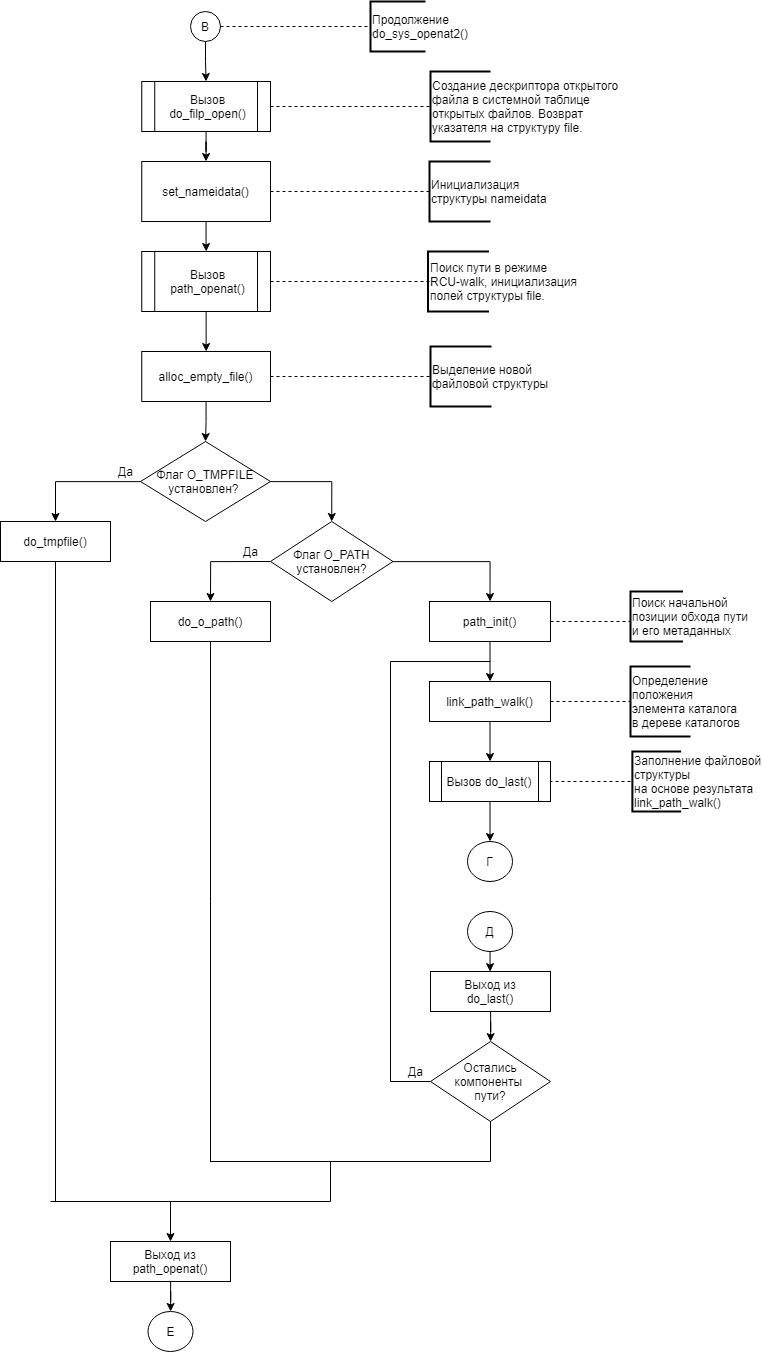 В
Продолжение
do_sys_openat2()
Вызов
do_filp_open()
Создание дескриптора открытого
файла в системной таблице
открытых файлов. Возврат
указателя на структуру file.
set_nameidata()
Инициализация
структуры nameidata
Вызов
path_openat()
Поиск пути в режиме
RCU-walk, инициализация
полей структуры file.
alloc_empty_file()
Выделение новой
файловой структуры
Да
Флаг O_TMPFILE
установлен?
do_tmpfile()
Да
Флаг O_PATH
установлен?
do_o_path()
path_init()
Поиск начальной
позиции обхода пути
и его метаданных
link_path_walk()
Определение
положения
элемента каталога
в дереве каталогов
Вызов do_last()
Заполнение файловой
структуры
на основе результата
link_path_walk()
Г
Д
Выход из
do_last()
Да
Остались
компоненты
пути?
Выход из
path_openat()
Е